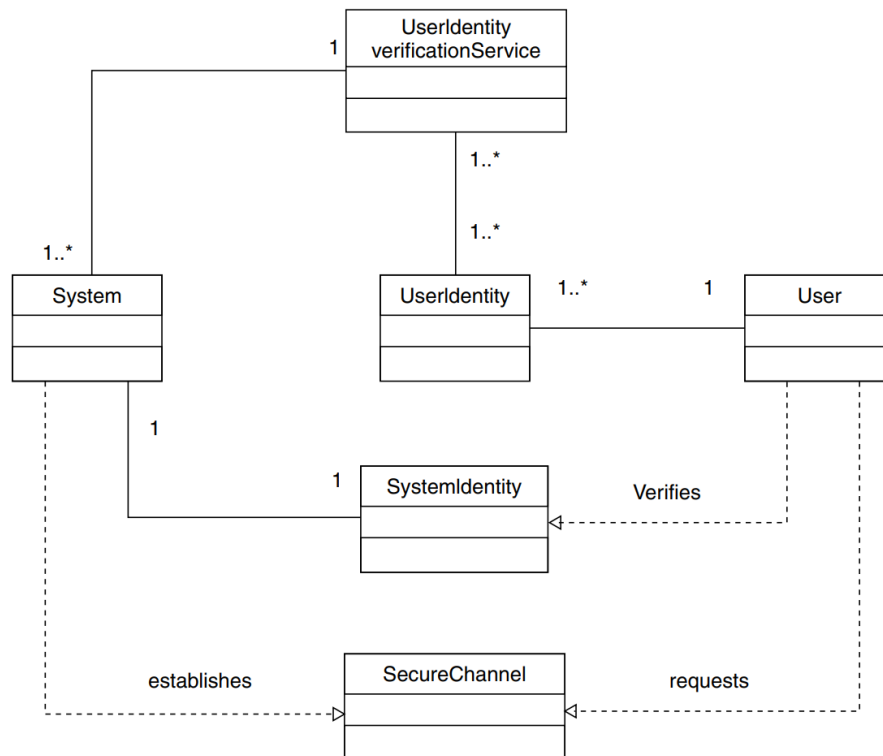 UserIdentity
verificationService
1
1..*
1..*
1..*
System
UserIdentity
1..*
1
User
1
1
SystemIdentity
Verifies
establishes
SecureChannel
requests